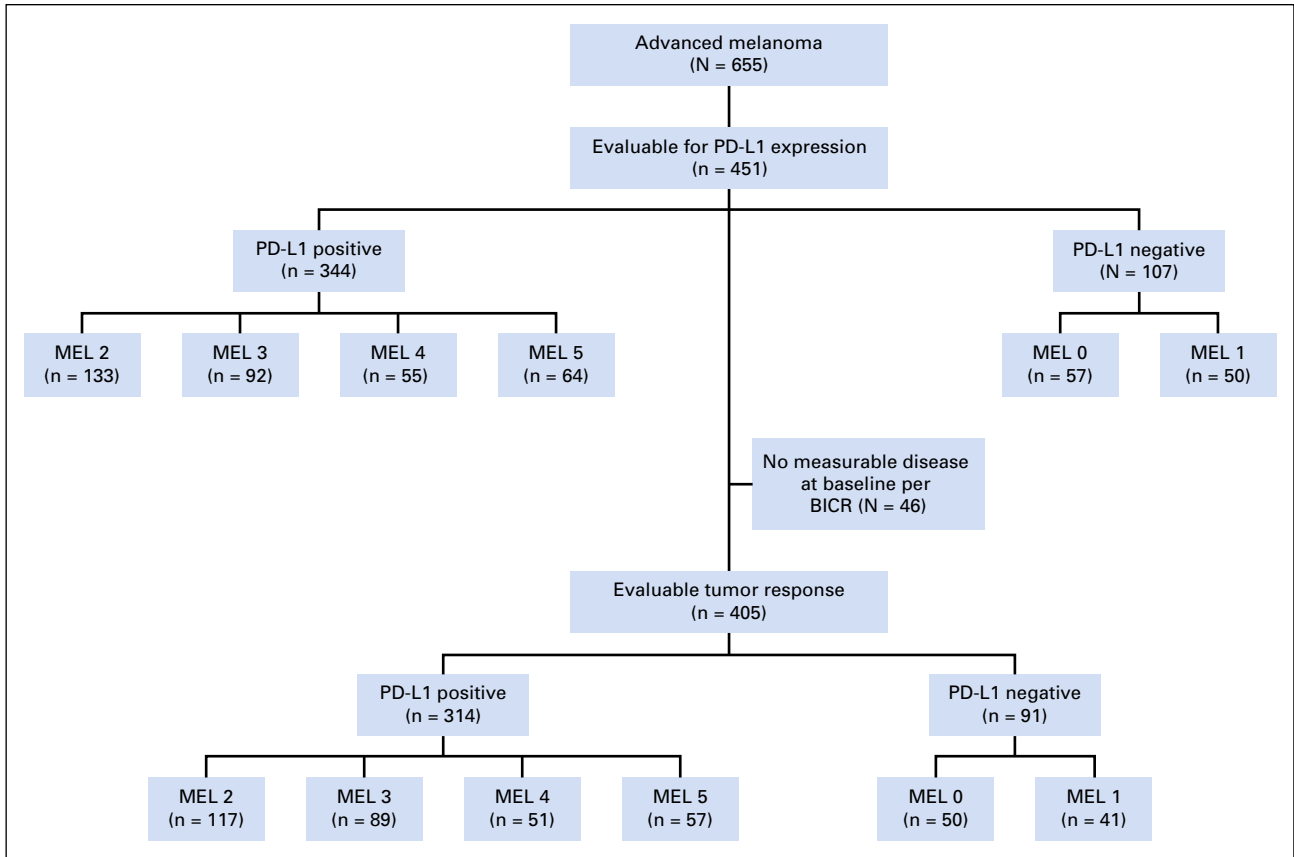 Advanced melanoma
(N = 655)
Evaluable for PD-L1 expression
(n = 451)
PD-L1 positive
(n = 344)
PD-L1 negative
(N = 107)
MEL 2
(n = 133)
MEL 3
(n = 92)
MEL 4
(n = 55)
MEL 5
(n = 64)
MEL 0
(n = 57)
MEL 1
(n = 50)
No measurable disease
at baseline per
BICR (N = 46)
Evaluable tumor response
(n = 405)
PD-L1 positive
(n = 314)
PD-L1 negative
(n = 91)
MEL 2
(n = 117)
MEL 3
(n = 89)
MEL 4
(n = 51)
MEL 5
(n = 57)
MEL 0
(n = 50)
MEL 1
(n = 41)